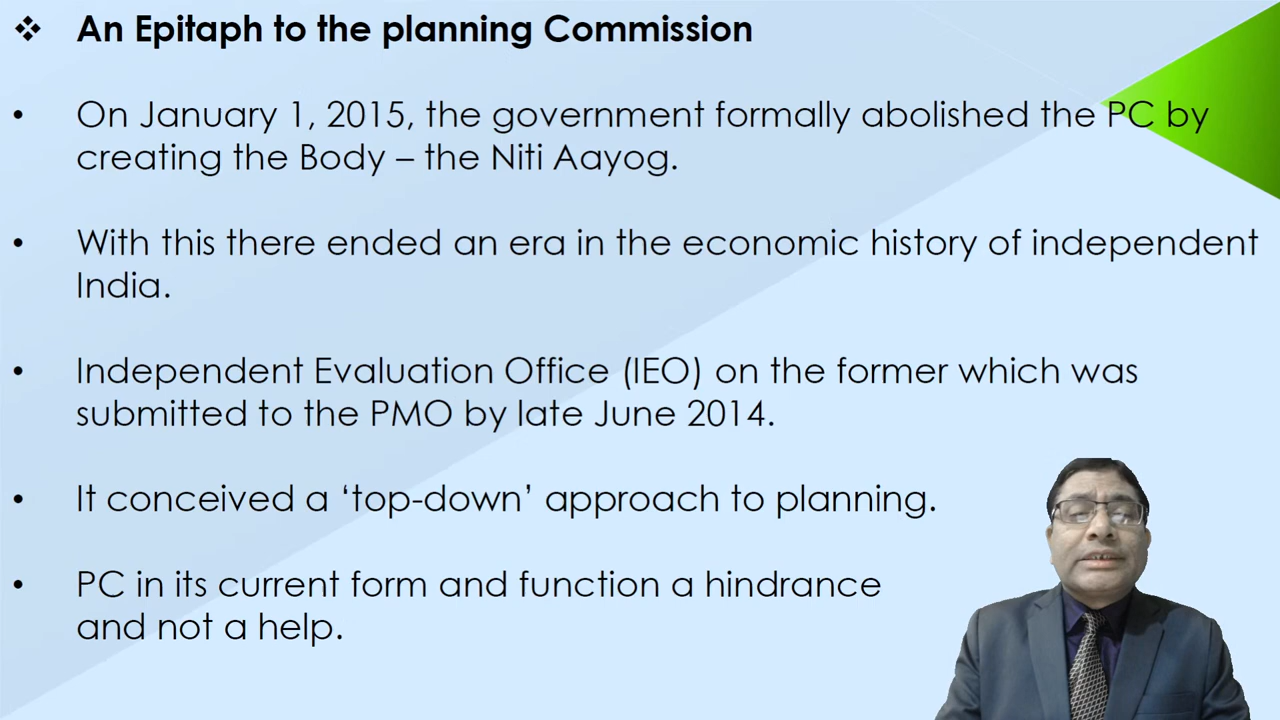 ❖ An Epitaph to the planning Commission
• On January 1, 2015, the government formally abolished the PC by
creating the Body – the Niti Aayog.
• With this there ended an era in the economic history of independent
India.
• Independent Evaluation Office (IEO) on the former which was
submitted to the PMO by late June 2014.
• It conceived a ‘top-down’ approach to planning.
• PC in its current form and function a hindrance
and not a help.